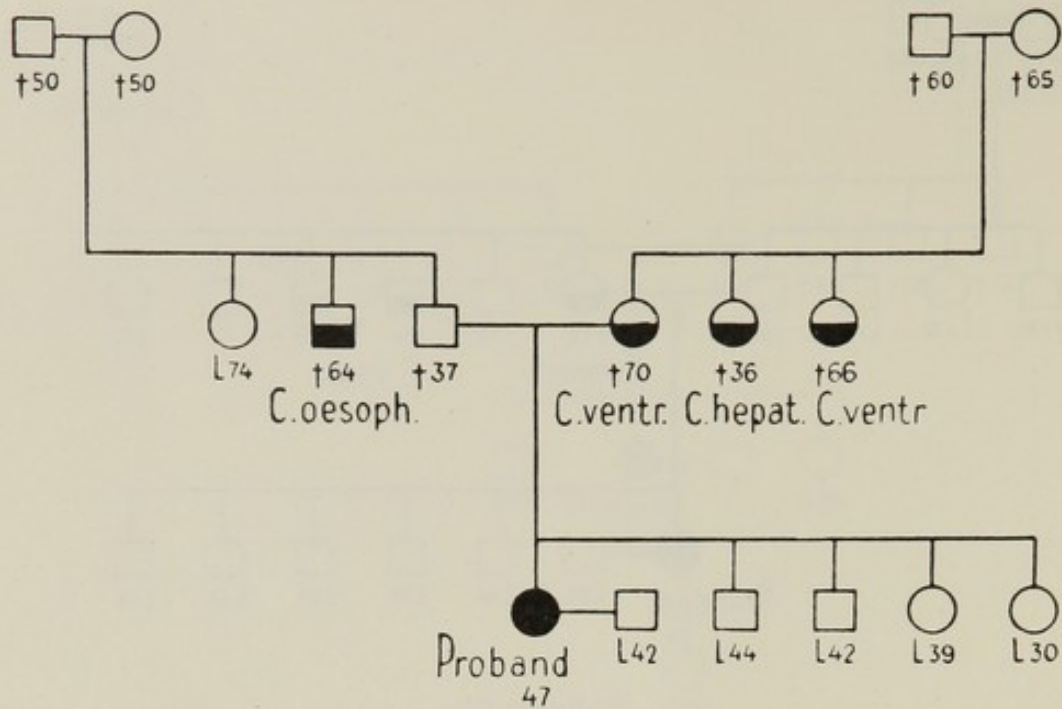 †50 †50 †60 †65
L74 †64 †37 †70 †36 †66
C.oesoph. C.ventr. C.hepat. C.ventr
L42 L44 L42 L39 L30
Proband
47